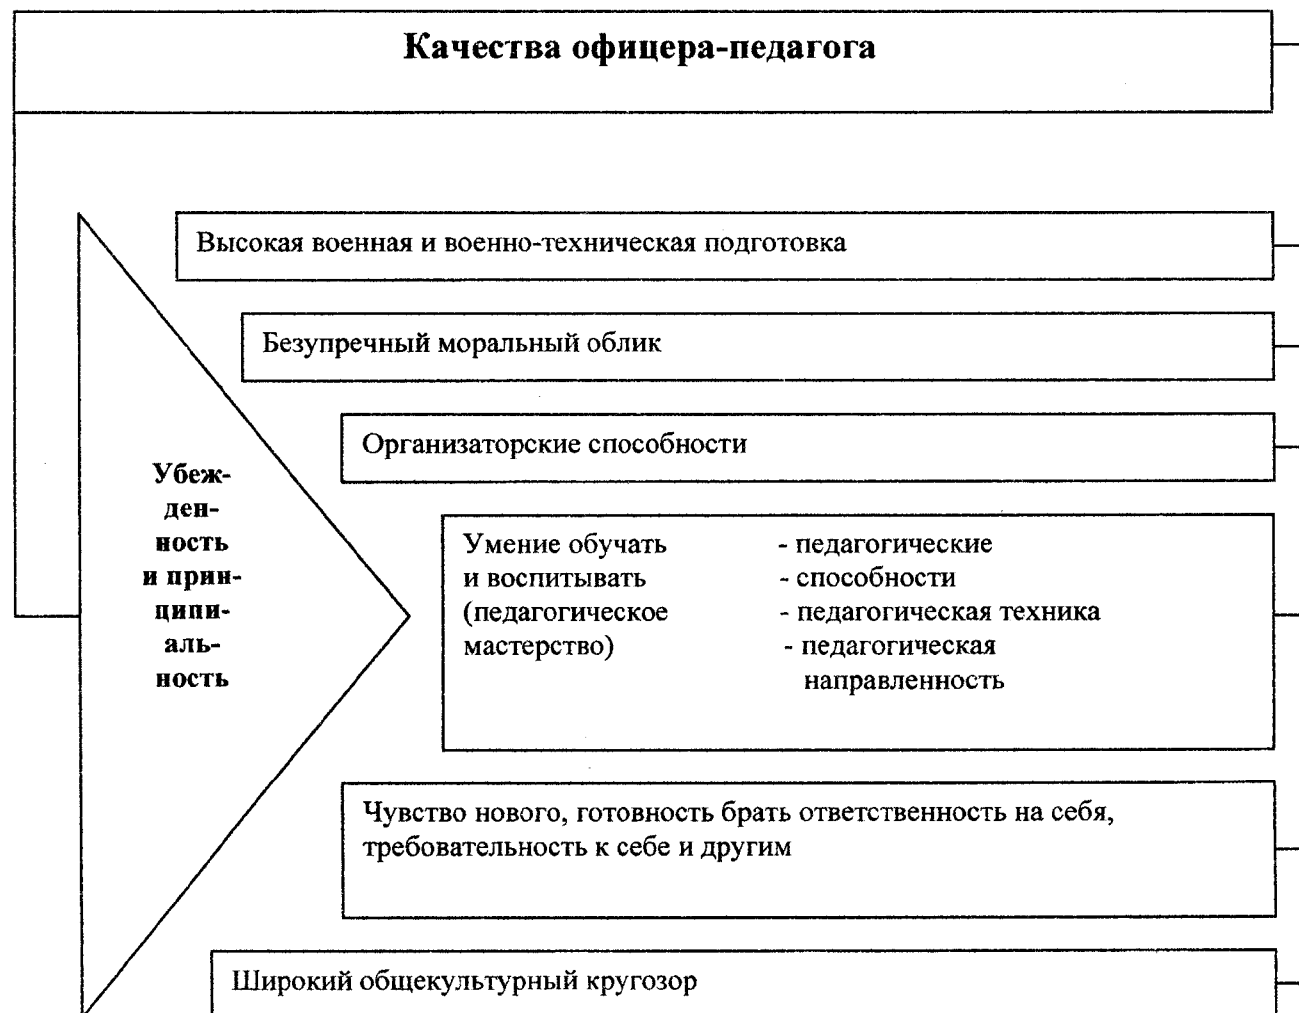 Качества офицера-педагога
Высокая военная и военно-техническая подготовка
Безупречный моральный облик
Организаторские способности
Убеж-
ден-
ность
и прин-
ципи-
аль-
ность
Умение обучать - педагогические
и воспитывать - способности
(педагогическое - педагогическая техника
мастерство) - педагогическая
направленность
Чувство нового, готовность брать ответственность на себя,
требовательность к себе и другим
Широкий общекультурный кругозор